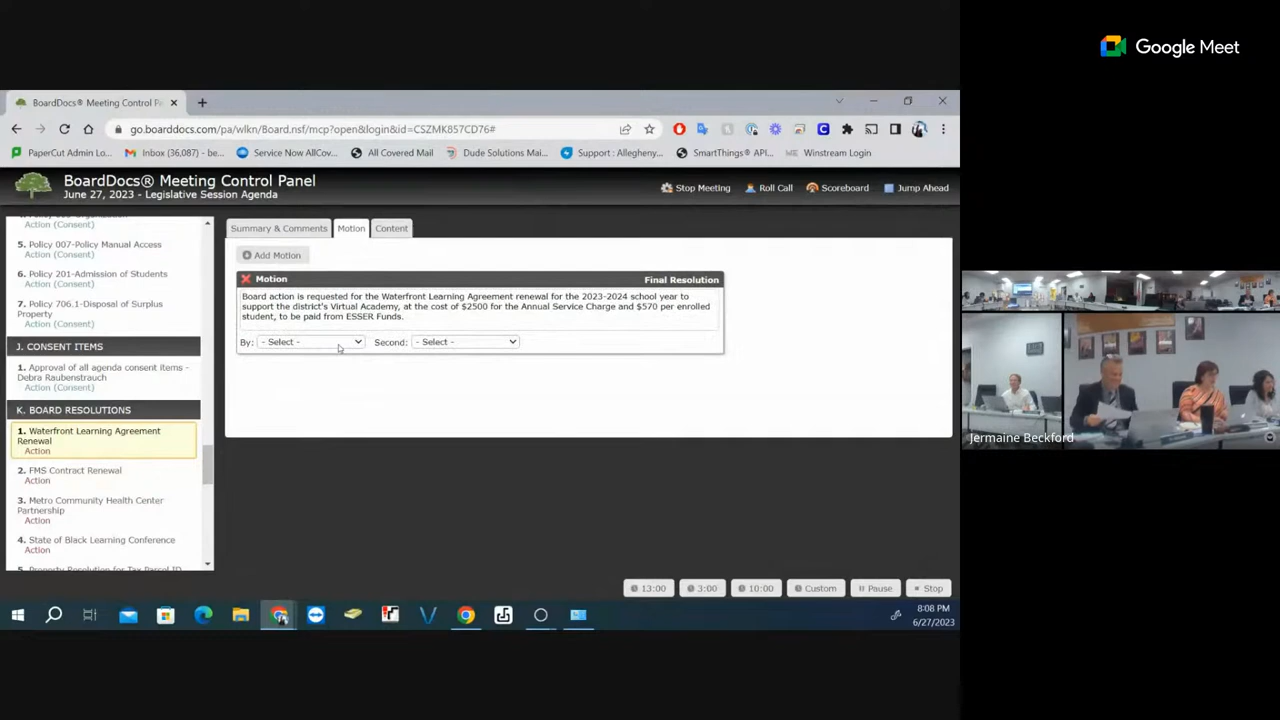 Google Meet
BoardDocs® Meeting Control Pa
go.boarddocs.com/pa/wlkn/Board.nsf/mcp?open&login&id=CSZMK857CD76#
PaperCut Admin Lo... Inbox (36,087) - be... Service Now AllCov... All Covered Mail Dude Solutions Mai... Support : Allegheny... SmartThings® API... Winstream Login
BoardDocs® Meeting Control Panel
June 27, 2023 - Legislative Session Agenda
Stop Meeting Roll Call Scoreboard Jump Ahead
Action (Consent)
5. Policy 007-Policy Manual Access
Action (Consent)
6. Policy 201-Admission of Students
Action (Consent)
7. Policy 706.1-Disposal of Surplus
Property
Action (Consent)
J. CONSENT ITEMS
1. Approval of all agenda consent items -
Debra Raubenstrauch
Action (Consent)
K. BOARD RESOLUTIONS
1. Waterfront Learning Agreement
Renewal
Action
2. FMS Contract Renewal
Action
3. Metro Community Health Center
Partnership
Action
4. State of Black Learning Conference
Action
5. Property Resolution for Tax Parcel ID
Summary & Comments Motion Content
Add Motion
Motion Final Resolution
Board action is requested for the Waterfront Learning Agreement renewal for the 2023-2024 school year to
support the district's Virtual Academy, at the cost of $2500 for the Annual Service Charge and $570 per enrolled
student, to be paid from ESSER Funds.
By: - Select - Second: - Select -
13:00 3:00 10:00 Custom Pause Stop
8:08 PM
6/27/2023
Jermaine Beckford